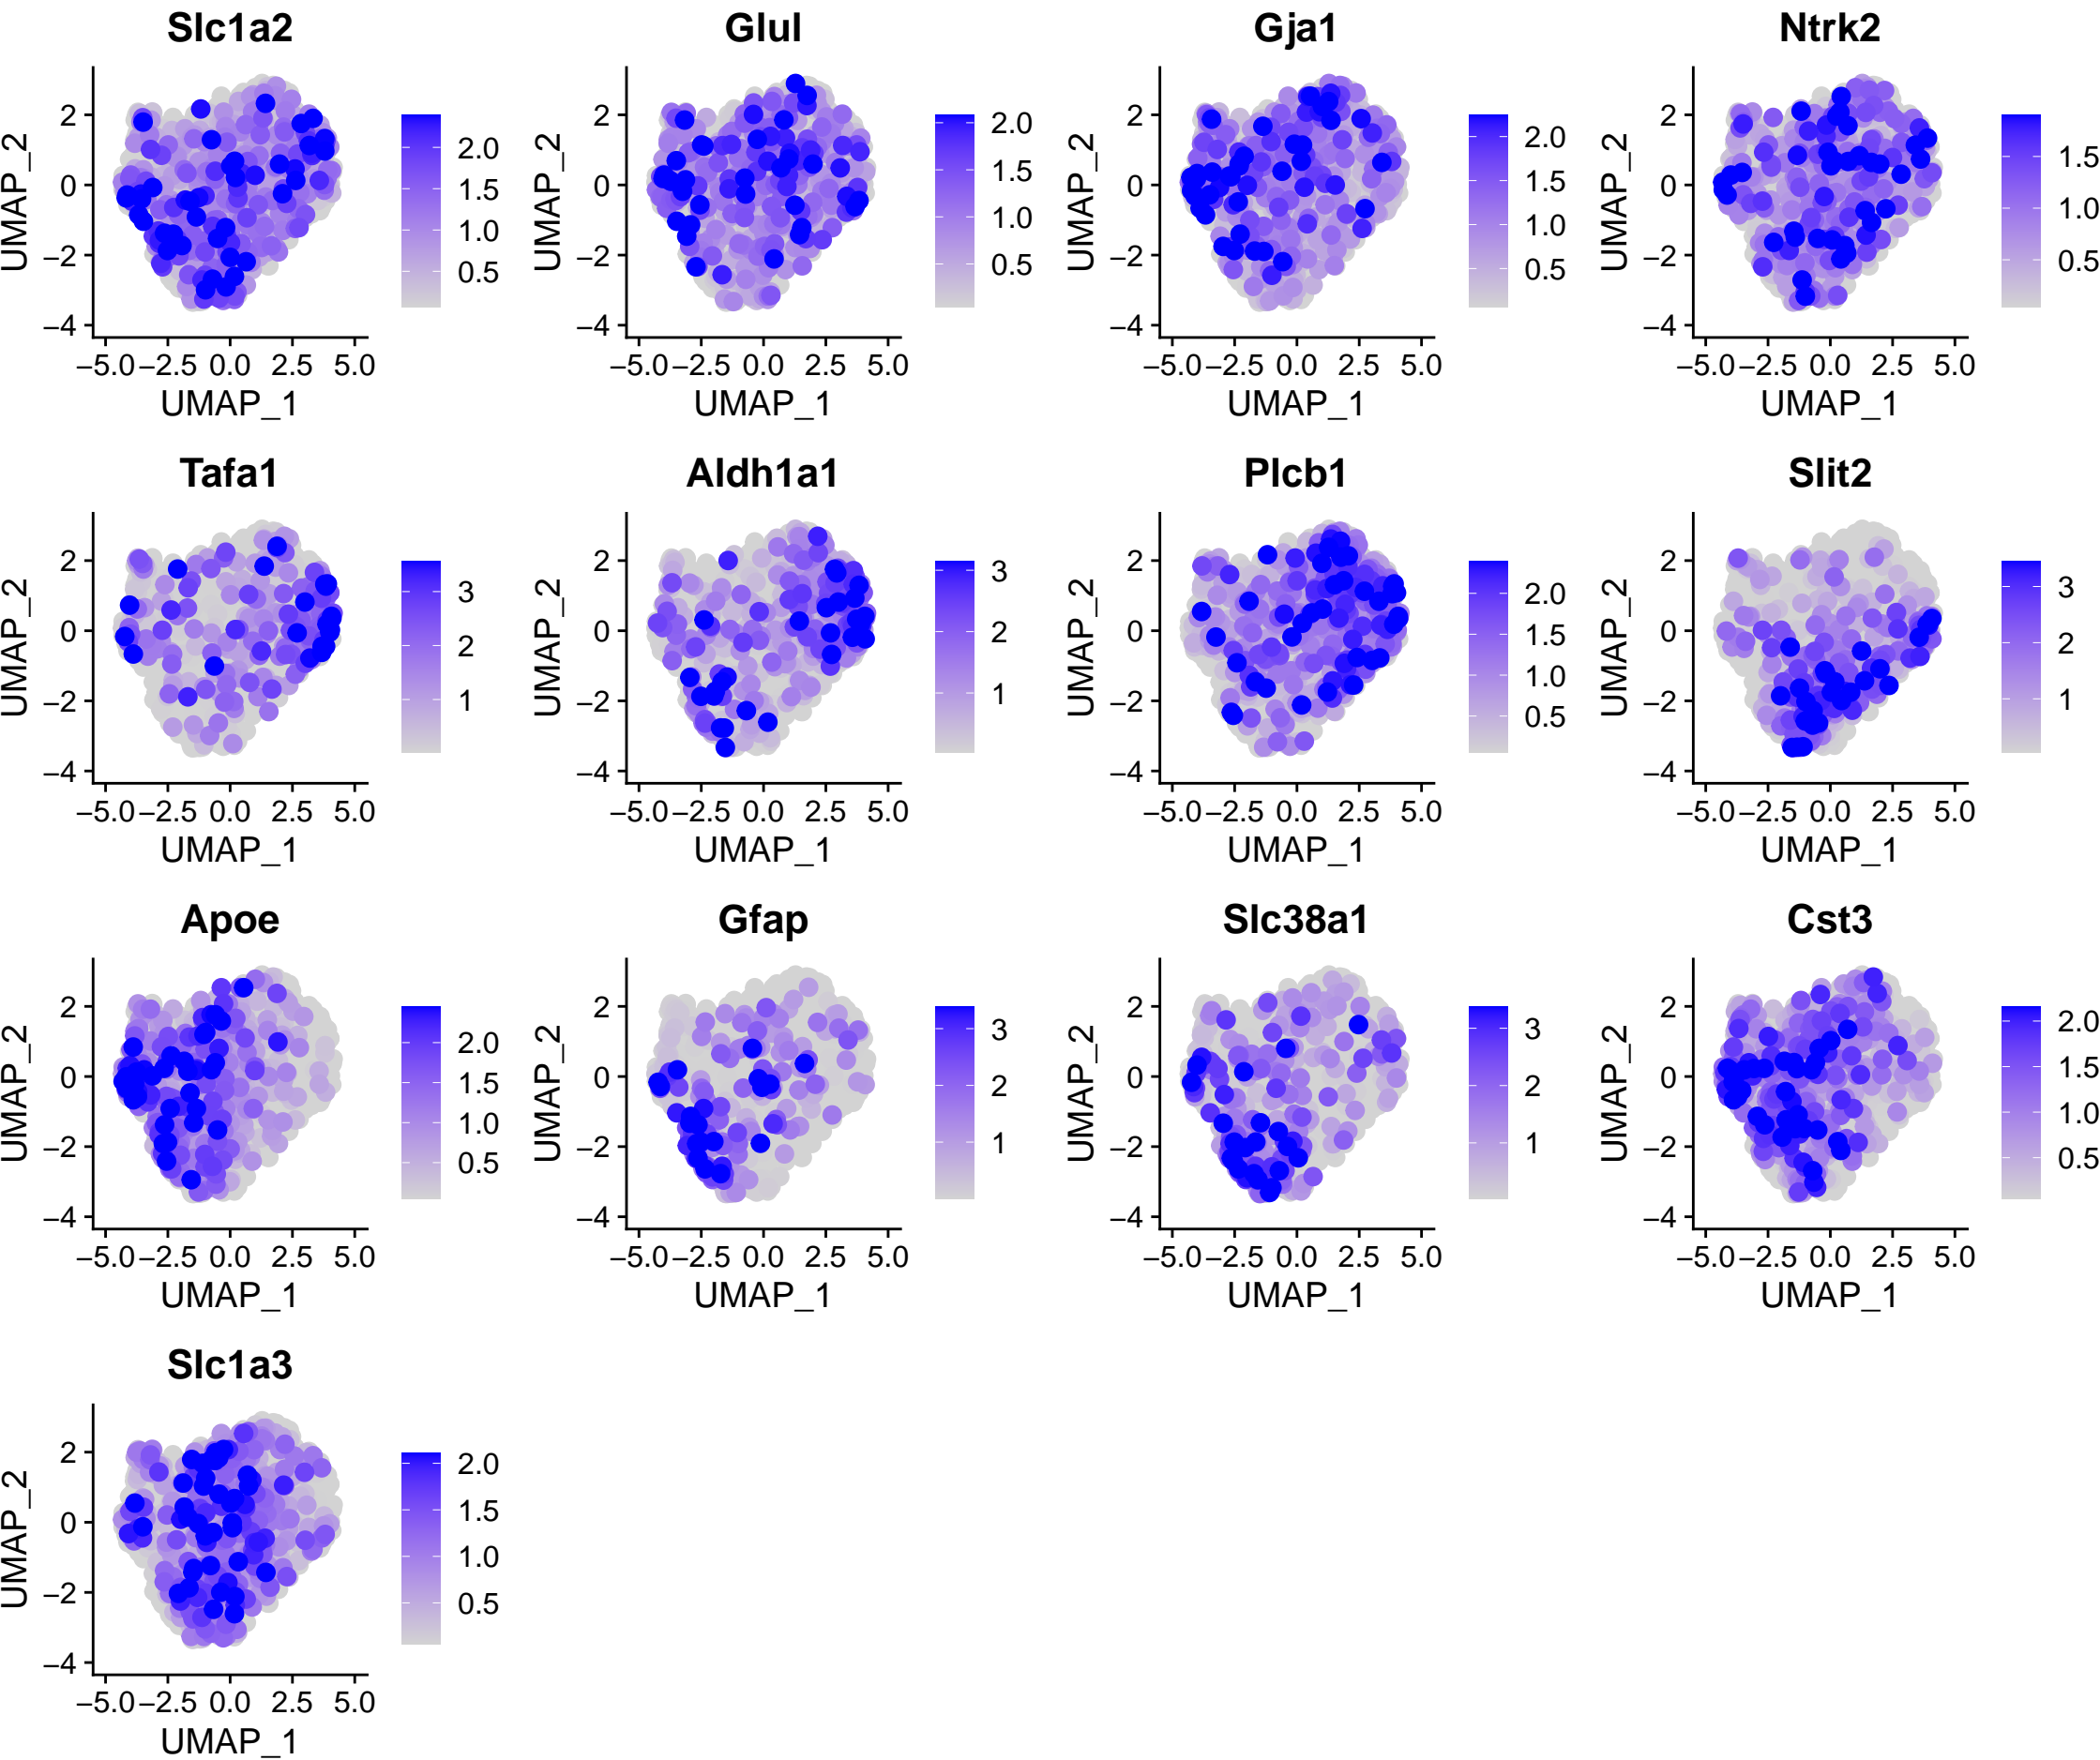 Slc1a2 Glul Gja1 Ntrk2
UMAP_2 2 0 −2 −4 2.0 1.5 1.0 0.5
−5.0 −2.5 0.0 2.5 5.0
UMAP_1
UMAP_2 2 0 −2 −4 2.0 1.5 1.0 0.5
−5.0 −2.5 0.0 2.5 5.0
UMAP_1
UMAP_2 2 0 −2 −4 2.0 1.5 1.0 0.5
−5.0 −2.5 0.0 2.5 5.0
UMAP_1
UMAP_2 2 0 −2 −4 1.5 1.0 0.5
−5.0 −2.5 0.0 2.5 5.0
UMAP_1
Tafa1 Aldh1a1 Plcb1 Slit2
UMAP_2 2 0 −2 −4 3 2 1
−5.0 −2.5 0.0 2.5 5.0
UMAP_1
UMAP_2 2 0 −2 −4 3 2 1
−5.0 −2.5 0.0 2.5 5.0
UMAP_1
UMAP_2 2 0 −2 −4 2.0 1.5 1.0 0.5
−5.0 −2.5 0.0 2.5 5.0
UMAP_1
UMAP_2 2 0 −2 −4 3 2 1
−5.0 −2.5 0.0 2.5 5.0
UMAP_1
Apoe Gfap Slc38a1 Cst3
UMAP_2 2 0 −2 −4 2.0 1.5 1.0 0.5
−5.0 −2.5 0.0 2.5 5.0
UMAP_1
UMAP_2 2 0 −2 −4 3 2 1
−5.0 −2.5 0.0 2.5 5.0
UMAP_1
UMAP_2 2 0 −2 −4 3 2 1
−5.0 −2.5 0.0 2.5 5.0
UMAP_1
UMAP_2 2 0 −2 −4 2.0 1.5 1.0 0.5
−5.0 −2.5 0.0 2.5 5.0
UMAP_1
Slc1a3
UMAP_2 2 0 −2 −4 2.0 1.5 1.0 0.5
−5.0 −2.5 0.0 2.5 5.0
UMAP_1